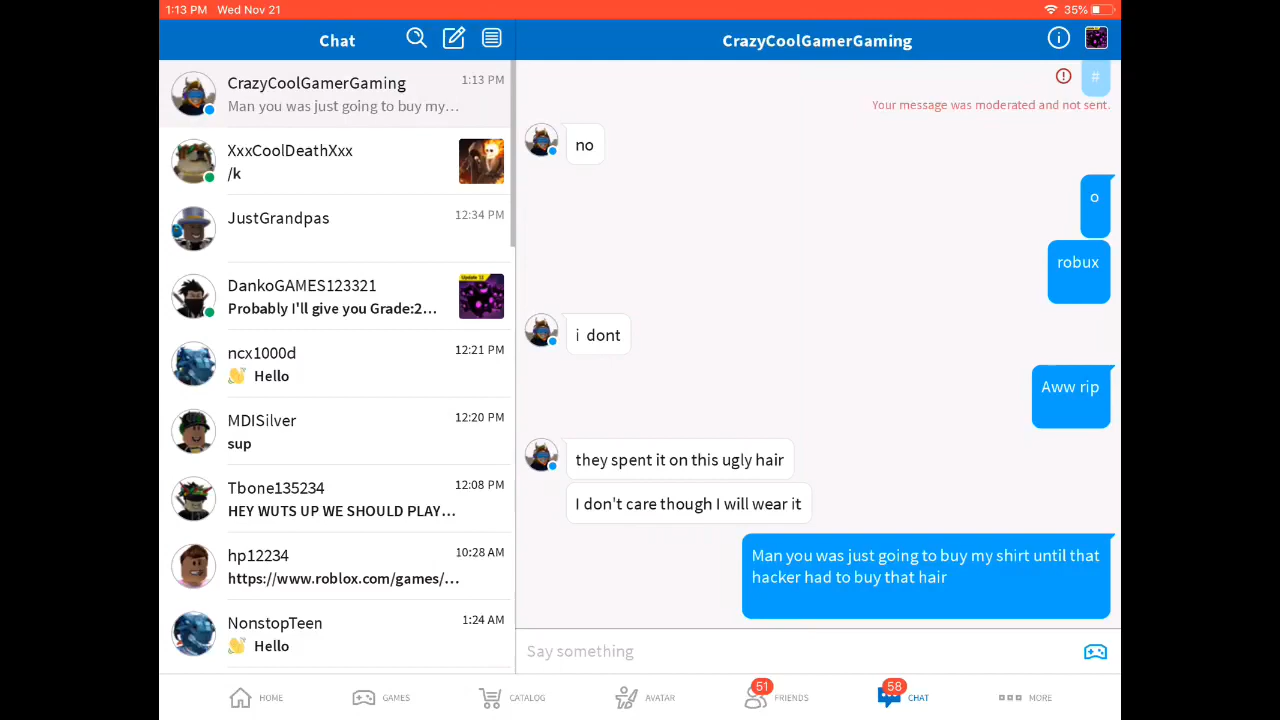 1:13 PM Wed Nov 21
35%
Chat
CrazyCoolGamerGaming
1:13 PM
Man you was just going to buy my...
XxxCoolDeathXxx
/k
JustGrandpas
12:34 PM
DankoGAMES123321
Probably I'll give you Grade:2...
ncx1000d
12:21 PM
👋 Hello
MDISilver
12:20 PM
sup
Tbone135234
12:08 PM
HEY WUTS UP WE SHOULD PLAY...
hp12234
10:28 AM
https://www.roblox.com/games/...
NonstopTeen
1:24 AM
👋 Hello
CrazyCoolGamerGaming
#
Your message was moderated and not sent.
no
o
robux
i dont
Aww rip
they spent it on this ugly hair
I don't care though I will wear it
Man you was just going to buy my shirt until that
hacker had to buy that hair
Say something
HOME
GAMES
CATALOG
AVATAR
51
FRIENDS
58
CHAT
MORE